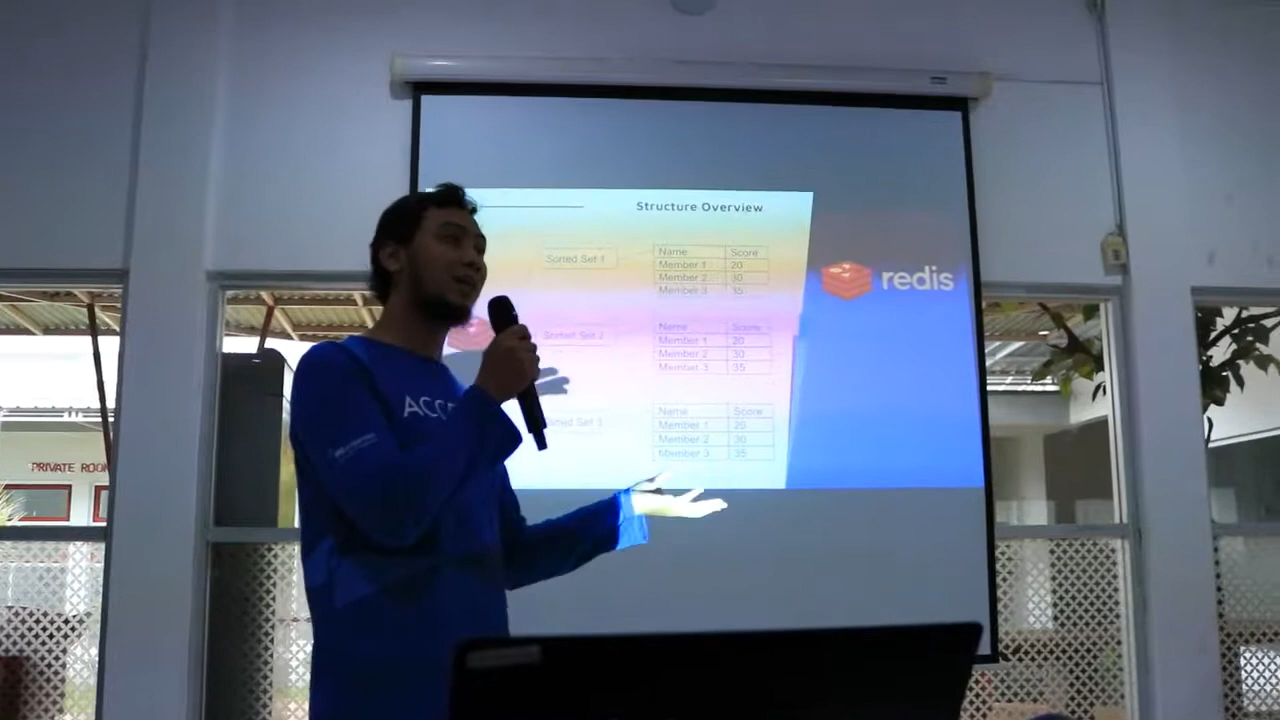 Structure Overview
Sorted Set 1
Name Score
Member 1 20
Member 2 30
Member 3 35
redis
Sorted Set 2
Name Score
Member 1 20
Member 2 30
Member 3 35
Set 3
Name Score
Member 1 20
Member 2 30
Member 3 35
PRIVATE